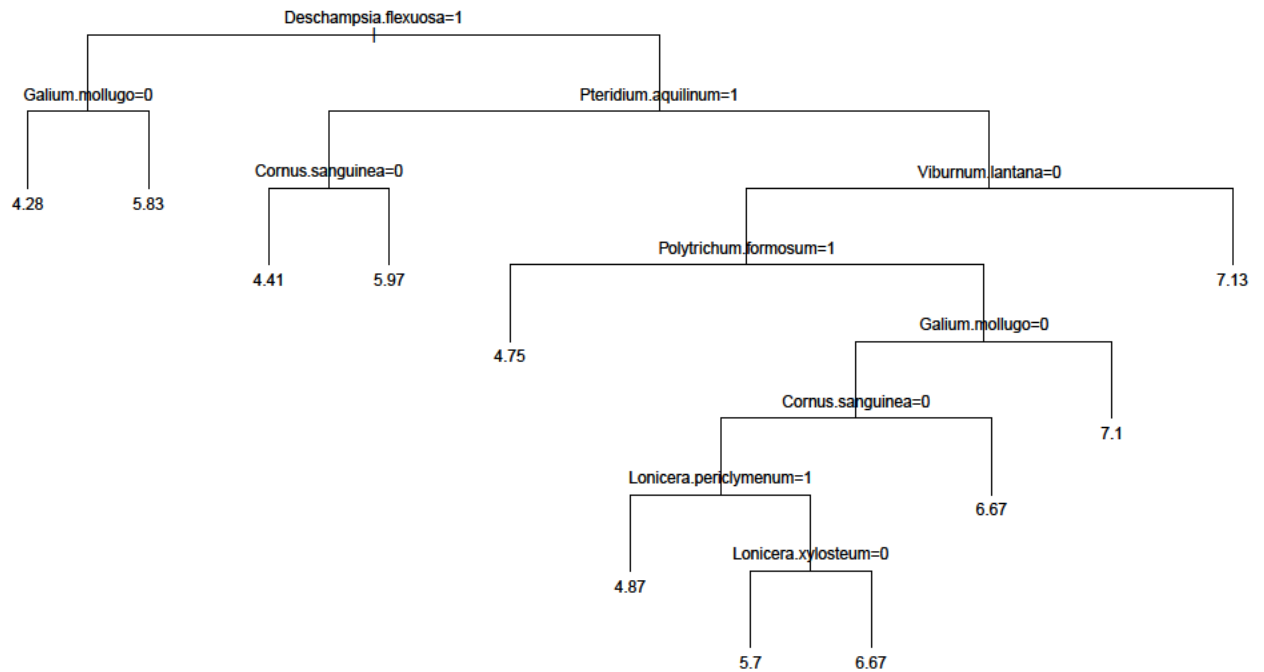 Deschampsia.flexuosa=1
Galium.mollugo=0
Pteridium.aquilinum=1
Cornus.sanguinea=0
Viburnum.lantana=0
4.28
5.83
Polytrichum.formosum=1
4.41
5.97
7.13
Galium.mollugo=0
4.75
Cornus.sanguinea=0
7.1
Lonicera.periclymenum=1
6.67
Lonicera.xylosteum=0
4.87
5.7
6.67